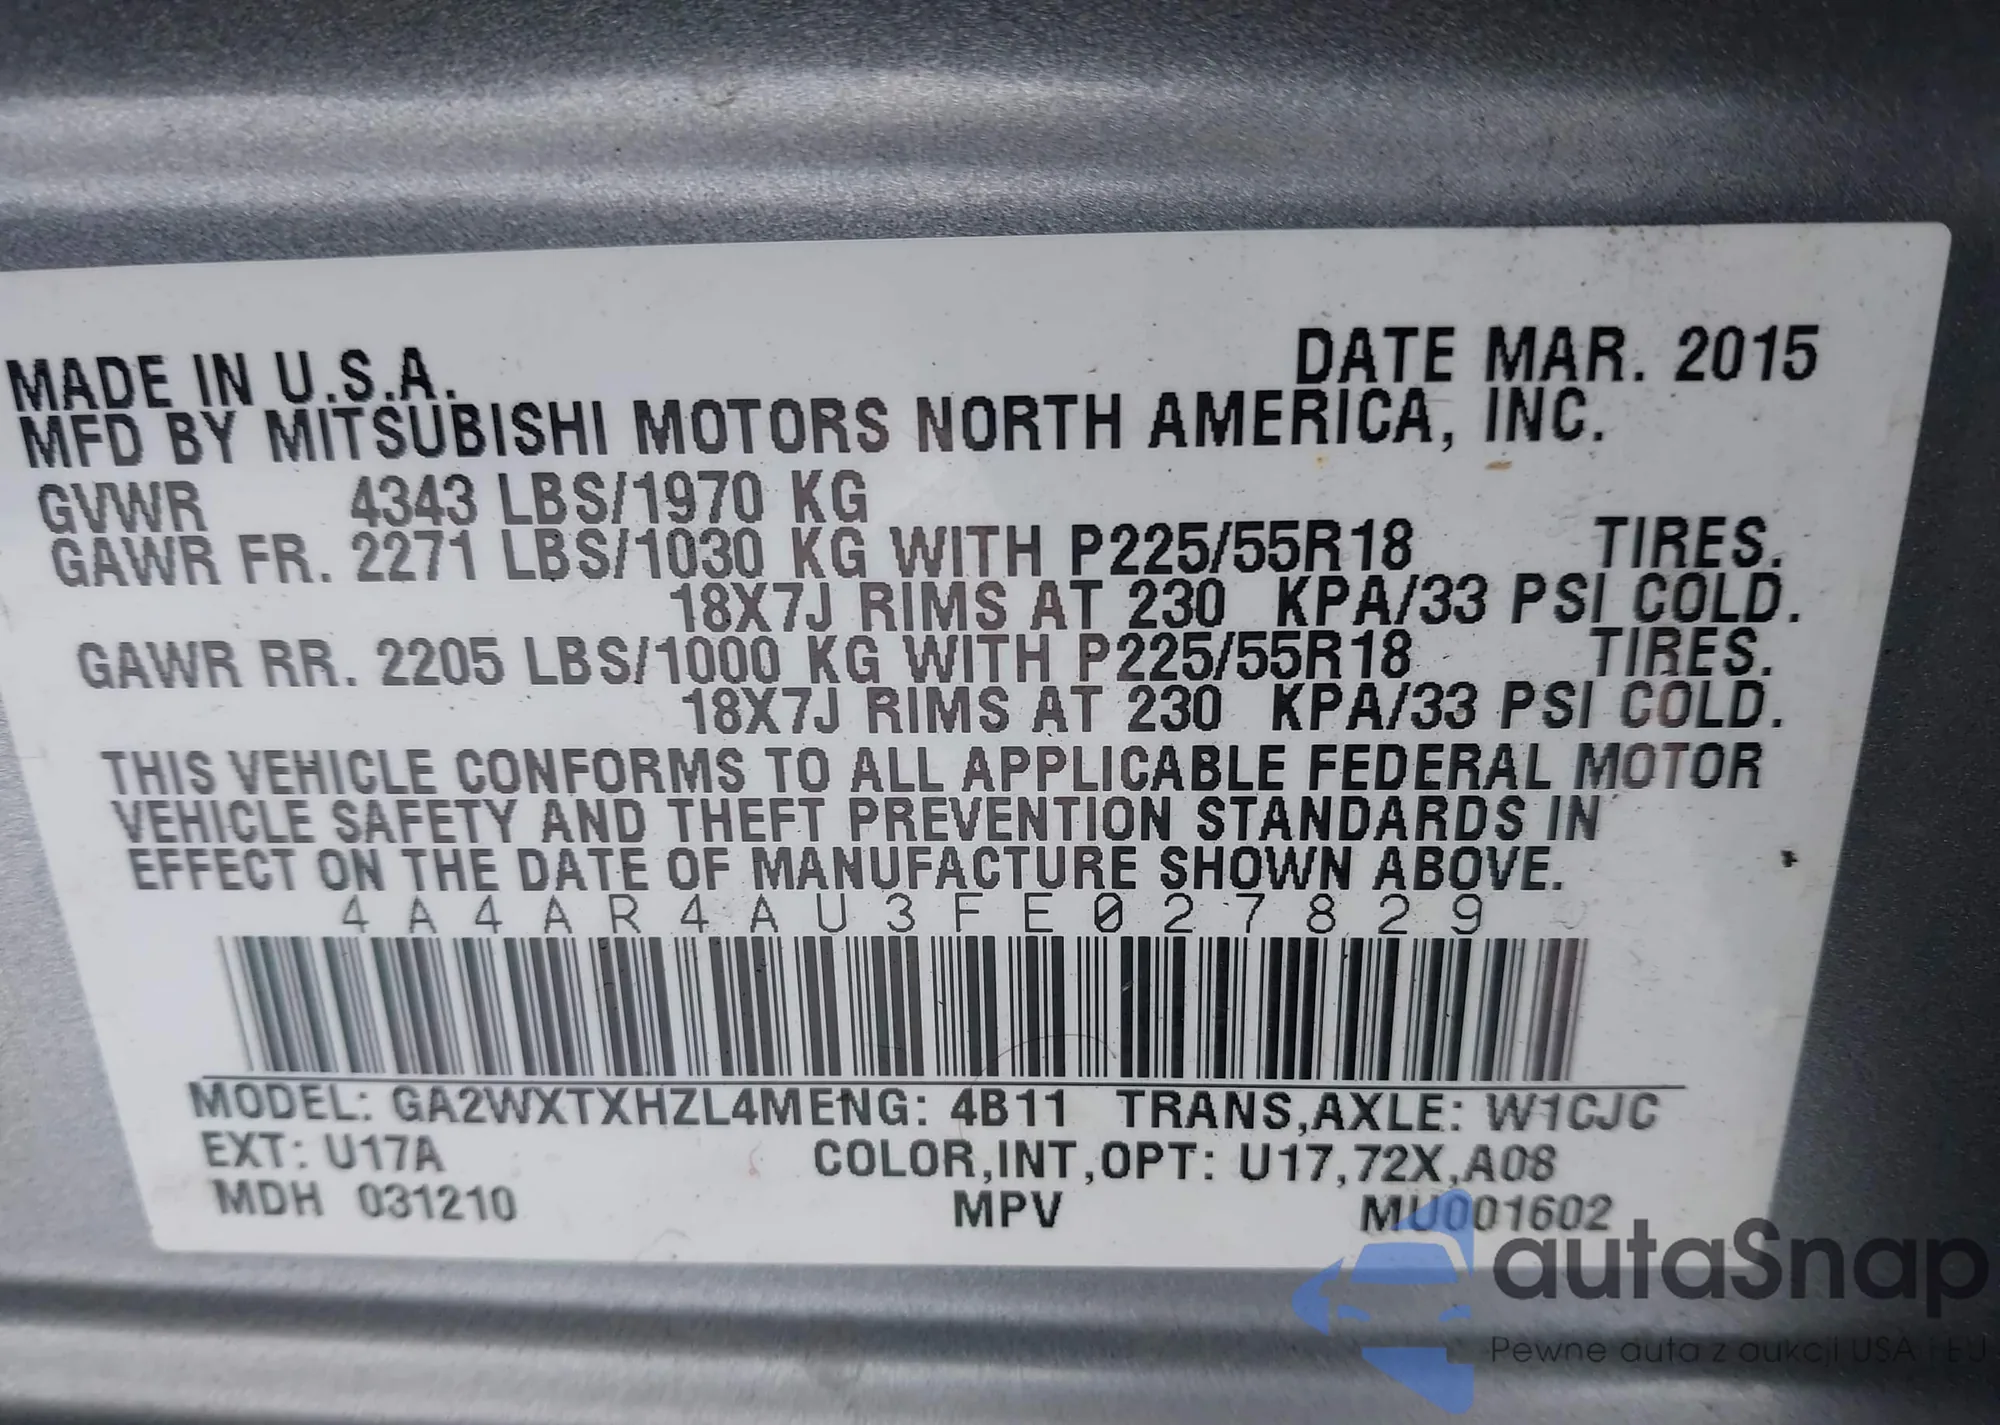 DATE MAR. 2015
MADE IN U.S.A.
MFD BY MITSUBISHI MOTORS NORTH AMERICA, INC.
GVWR 4343 LBS/1970 KG
GAWR FR. 2271 LBS/1030 KG WITH P225/55R18 TIRES.
18X7J RIMS AT 230 KPA/33 PSI COLD.
GAWR RR. 2205 LBS/1000 KG WITH P225/55R18 TIRES.
18X7J RIMS AT 230 KPA/33 PSI COLD.
THIS VEHICLE CONFORMS TO ALL APPLICABLE FEDERAL MOTOR
VEHICLE SAFETY AND THEFT PREVENTION STANDARDS IN
EFFECT ON THE DATE OF MANUFACTURE SHOWN ABOVE.
4A4AR4AU3FE027829
MODEL: GA2WXTXHZL4MENG: 4B11 TRANS,AXLE: W1CJC
EXT: U17A COLOR,INT,OPT: U17,72X,A08
MDH 031210 MPV MU001602
autaSnap
Pewne auta z aukcji USA i EU